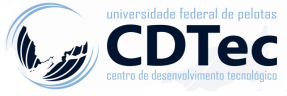 universidade federal de pelotas
CDTec
centro de desenvolvimento tecnológico